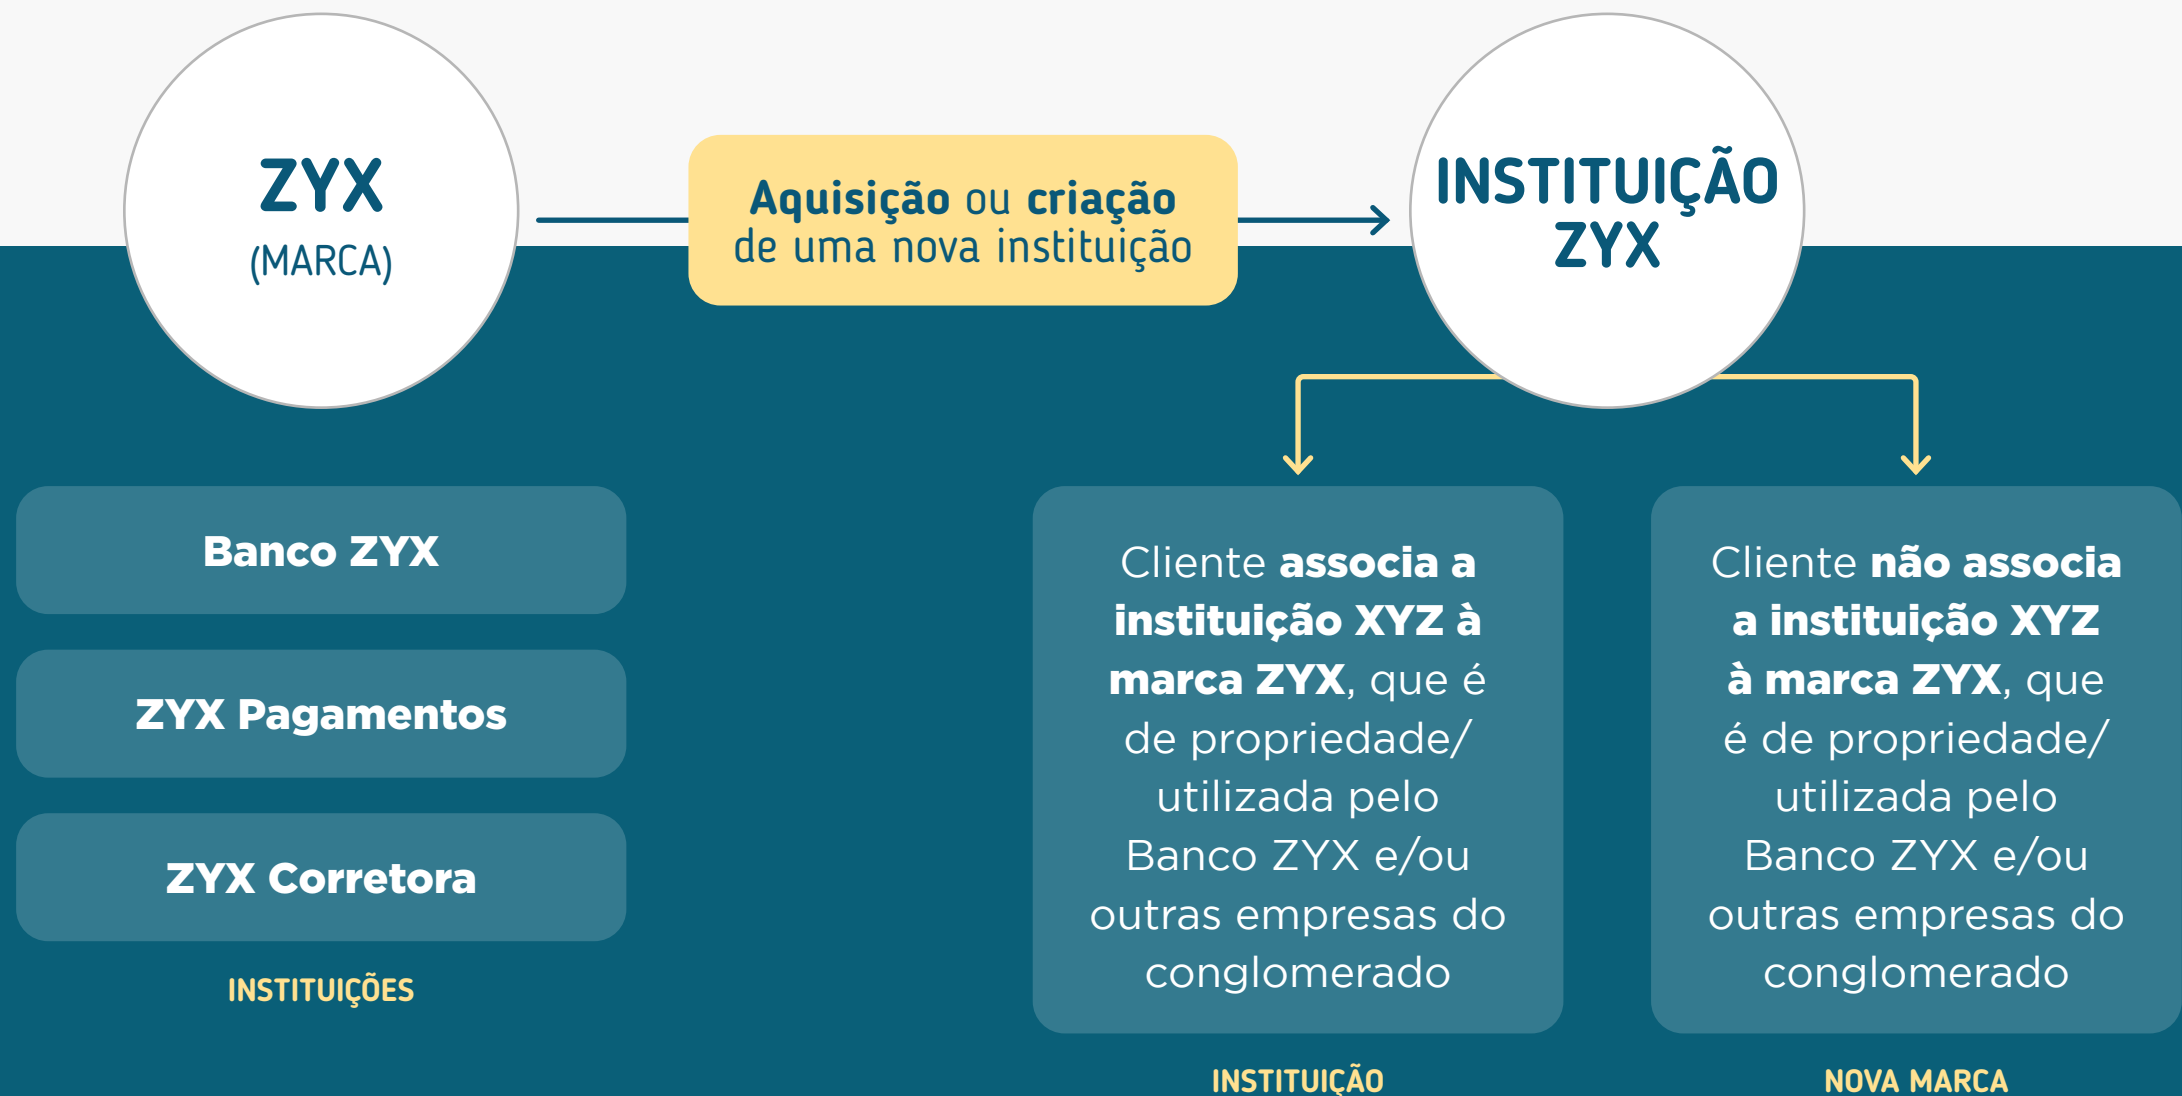 ZYX
(MARCA)
Aquisição ou criação
de uma nova instituição
INSTITUIÇÃO
ZYX
Banco ZYX
ZYX Pagamentos
ZYX Corretora
INSTITUIÇÕES
Cliente associa a
instituição XYZ à
marca ZYX, que é
de propriedade/
utilizada pelo
Banco ZYX e/ou
outras empresas do
conglomerado
INSTITUIÇÃO
Cliente não associa
a instituição XYZ
à marca ZYX, que
é de propriedade/
utilizada pelo
Banco ZYX e/ou
outras empresas do
conglomerado
NOVA MARCA